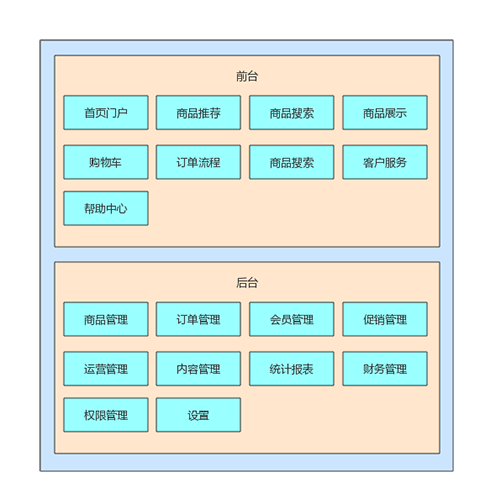 前台
首页门户 商品推荐 商品搜索 商品展示
购物车 订单流程 商品搜索 客户服务
帮助中心
后台
商品管理 订单管理 会员管理 促销管理
运营管理 内容管理 统计报表 财务管理
权限管理 设置